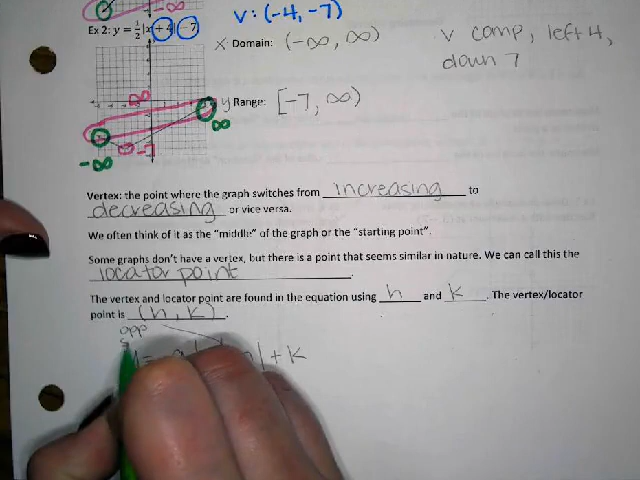 -∞
V: (-4, -7)
Ex 2: y = ½|x + 4| - 7
x Domain: (-∞, ∞)
v comp, left 4,
down 7
∞
y Range: [-7, ∞)
∞
-∞
-7
Vertex: the point where the graph switches from increasing to
decreasing or vice versa.
We often think of it as the "middle" of the graph or the "starting point".
Some graphs don't have a vertex, but there is a point that seems similar in nature. We can call this the
locator point.
The vertex and locator point are found in the equation using h and k. The vertex/locator
point is (h, k).
opp
| + k